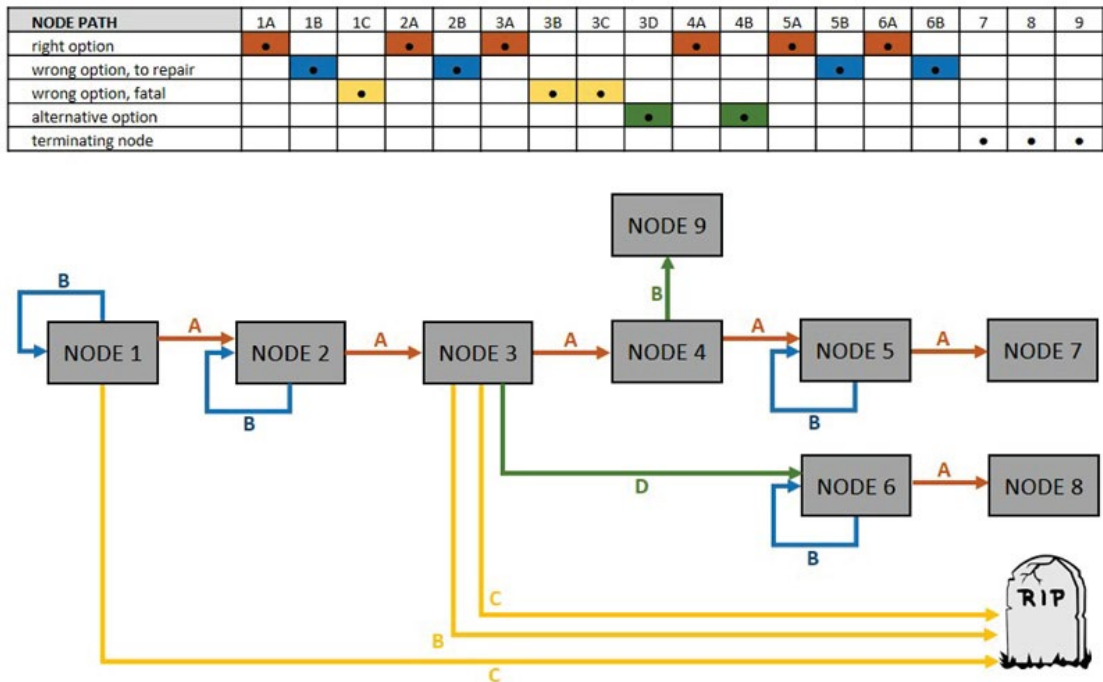 NODE PATH 1A 1B 1C 2A 2B 3A 3B 3C 3D 4A 4B 5A 5B 6A 6B 7 8 9
right option
wrong option, to repair
wrong option, fatal
alternative option
terminating node
NODE 9
B
B
A
A
A
A
A
NODE 1
NODE 2
NODE 3
NODE 4
NODE 5
NODE 7
B
B
A
D
NODE 6
NODE 8
B
C
RIP
B
C